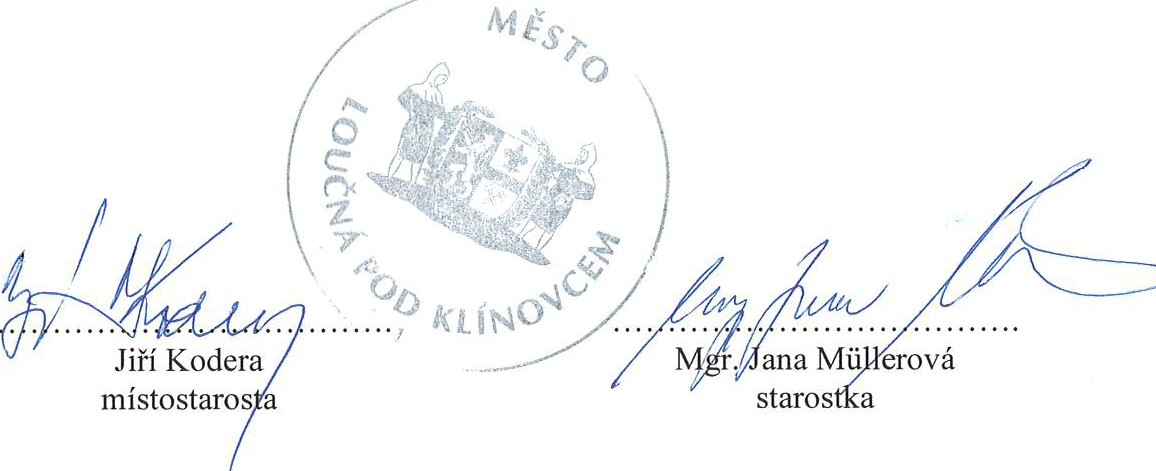 MĚSTO
LOUČNÁ POD KLÍNOVCEM
Jiří Kodera
místostarosta
Mgr. Jana Müllerová
starostka